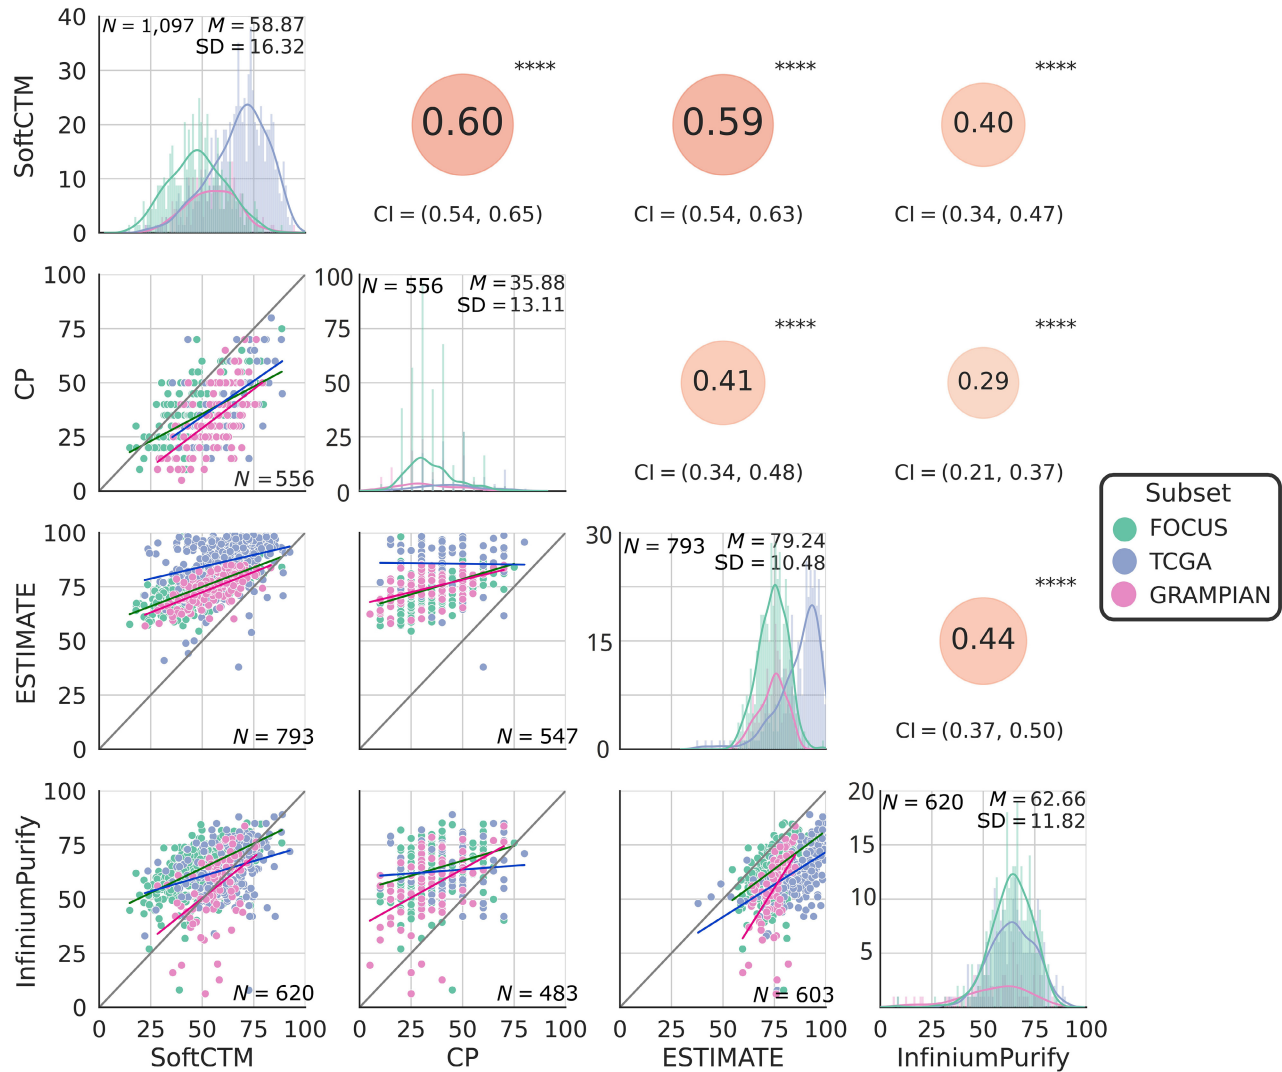 40
30
20
10
0
SoftCTM
N = 1,097 M = 58.87
SD = 16.32
****
0.60
CI = (0.54, 0.65)
****
0.59
CI = (0.54, 0.63)
****
0.40
CI = (0.34, 0.47)
100
75
50
25
0
CP
N = 556
100
75
50
25
0
N = 556 M = 35.88
SD = 13.11
****
0.41
CI = (0.34, 0.48)
****
0.29
CI = (0.21, 0.37)
Subset
FOCUS
TCGA
GRAMPIAN
100
75
50
25
0
ESTIMATE
N = 793
N = 547
30
15
0
N = 793 M = 79.24
SD = 10.48
****
0.44
CI = (0.37, 0.50)
100
75
50
25
0
InfiniumPurify
N = 620
N = 483
N = 603
20
15
10
5
N = 620 M = 62.66
SD = 11.82
0 25 50 75 100
SoftCTM
0 25 50 75 100
CP
0 25 50 75 100
ESTIMATE
0 25 50 75 100
InfiniumPurify